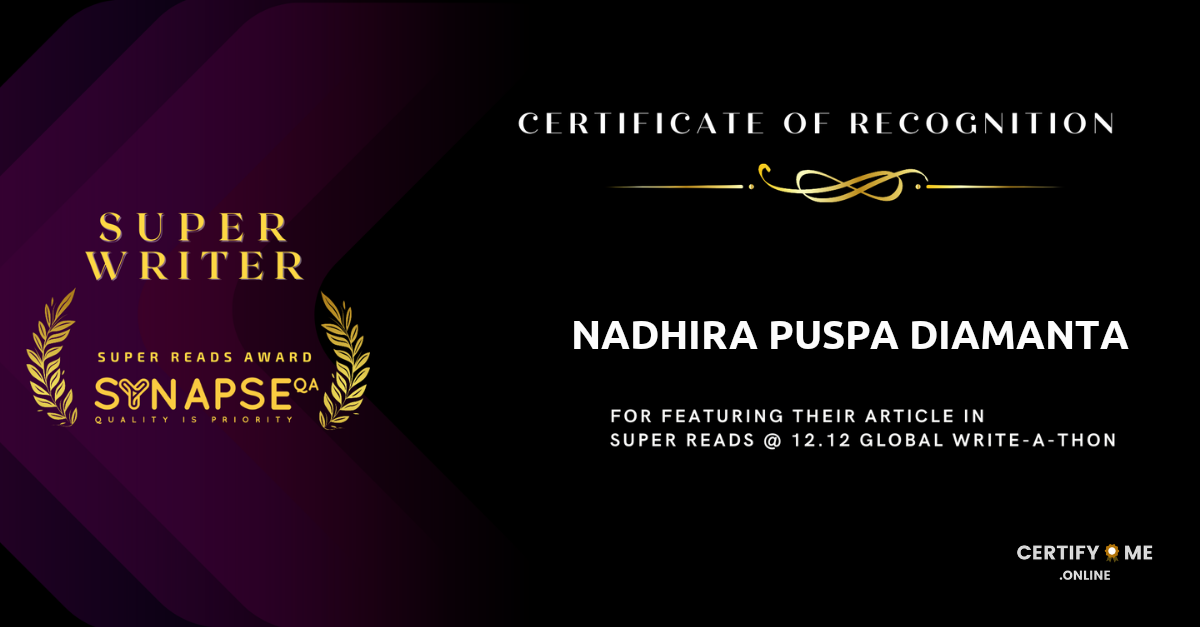 SUPER
WRITER
SUPER READS AWARD
SYNAPSE QA
QUALITY IS PRIORITY
CERTIFICATE OF RECOGNITION
NADHIRA PUSPA DIAMANTA
FOR FEATURING THEIR ARTICLE IN
SUPER READS @ 12.12 GLOBAL WRITE-A-THON
CERTIFY ME
.ONLINE